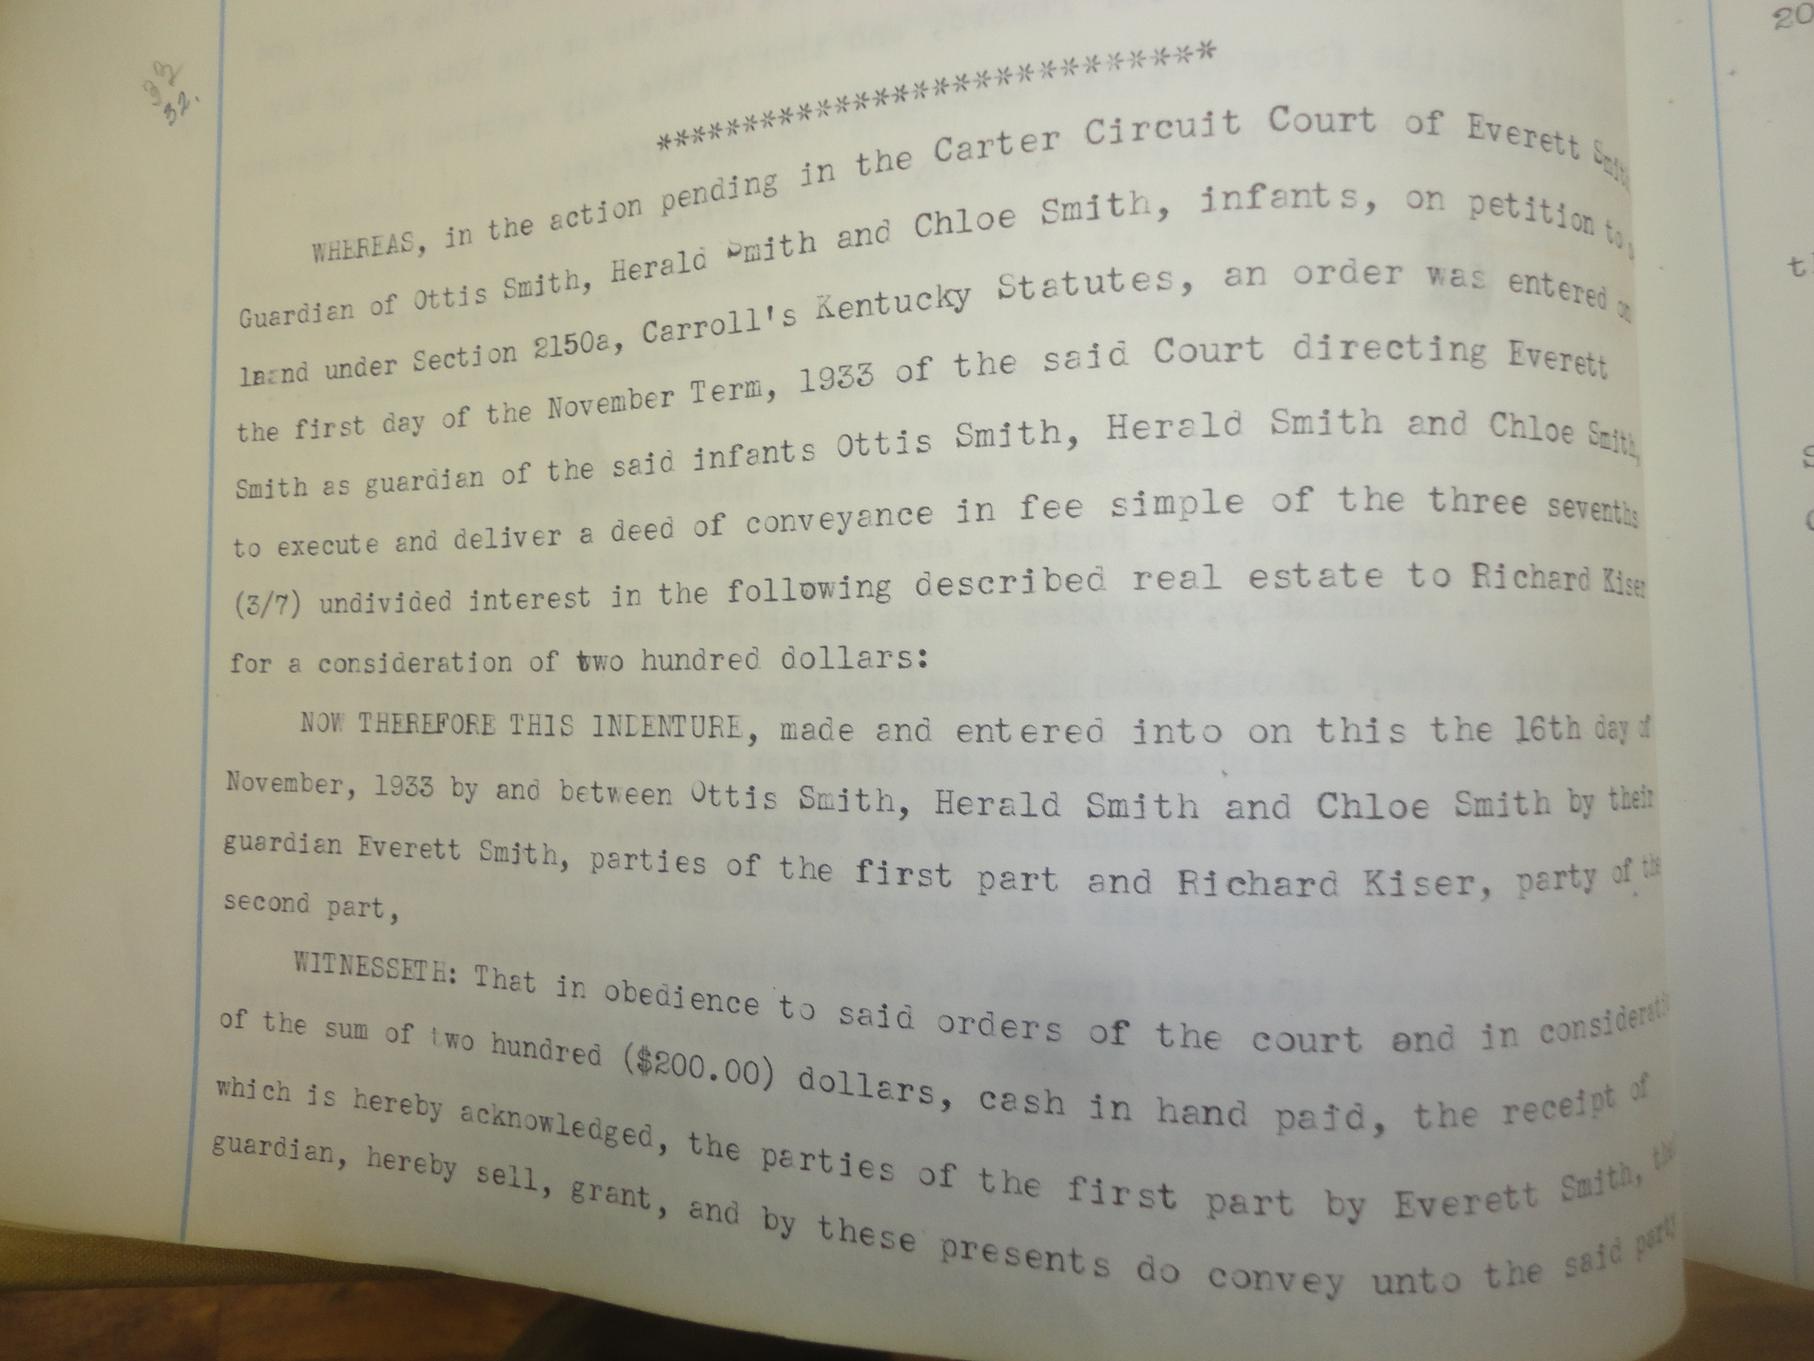 32
32.
******************************
WHEREAS, in the action pending in the Carter Circuit Court of Everett Smith
Guardian of Ottis Smith, Herald Smith and Chloe Smith, infants, on petition to
land under Section 2150a, Carroll's Kentucky Statutes, an order was entered on
the first day of the November Term, 1933 of the said Court directing Everett
Smith as guardian of the said infants Ottis Smith, Herald Smith and Chloe Smith,
to execute and deliver a deed of conveyance in fee simple of the three sevenths
(3/7) undivided interest in the following described real estate to Richard Kiser
for a consideration of two hundred dollars:
NOW THEREFORE THIS INDENTURE, made and entered into on this the 16th day of
November, 1933 by and between Ottis Smith, Herald Smith and Chloe Smith by their
guardian Everett Smith, parties of the first part and Richard Kiser, party of the
second part,
WITNESSETH: That in obedience to said orders of the court and in considerati
of the sum of two hundred ($200.00) dollars, cash in hand paid, the receipt of
which is hereby acknowledged, the parties of the first part by Everett Smith,
guardian, hereby sell, grant, and by these presents do convey unto the said party
20